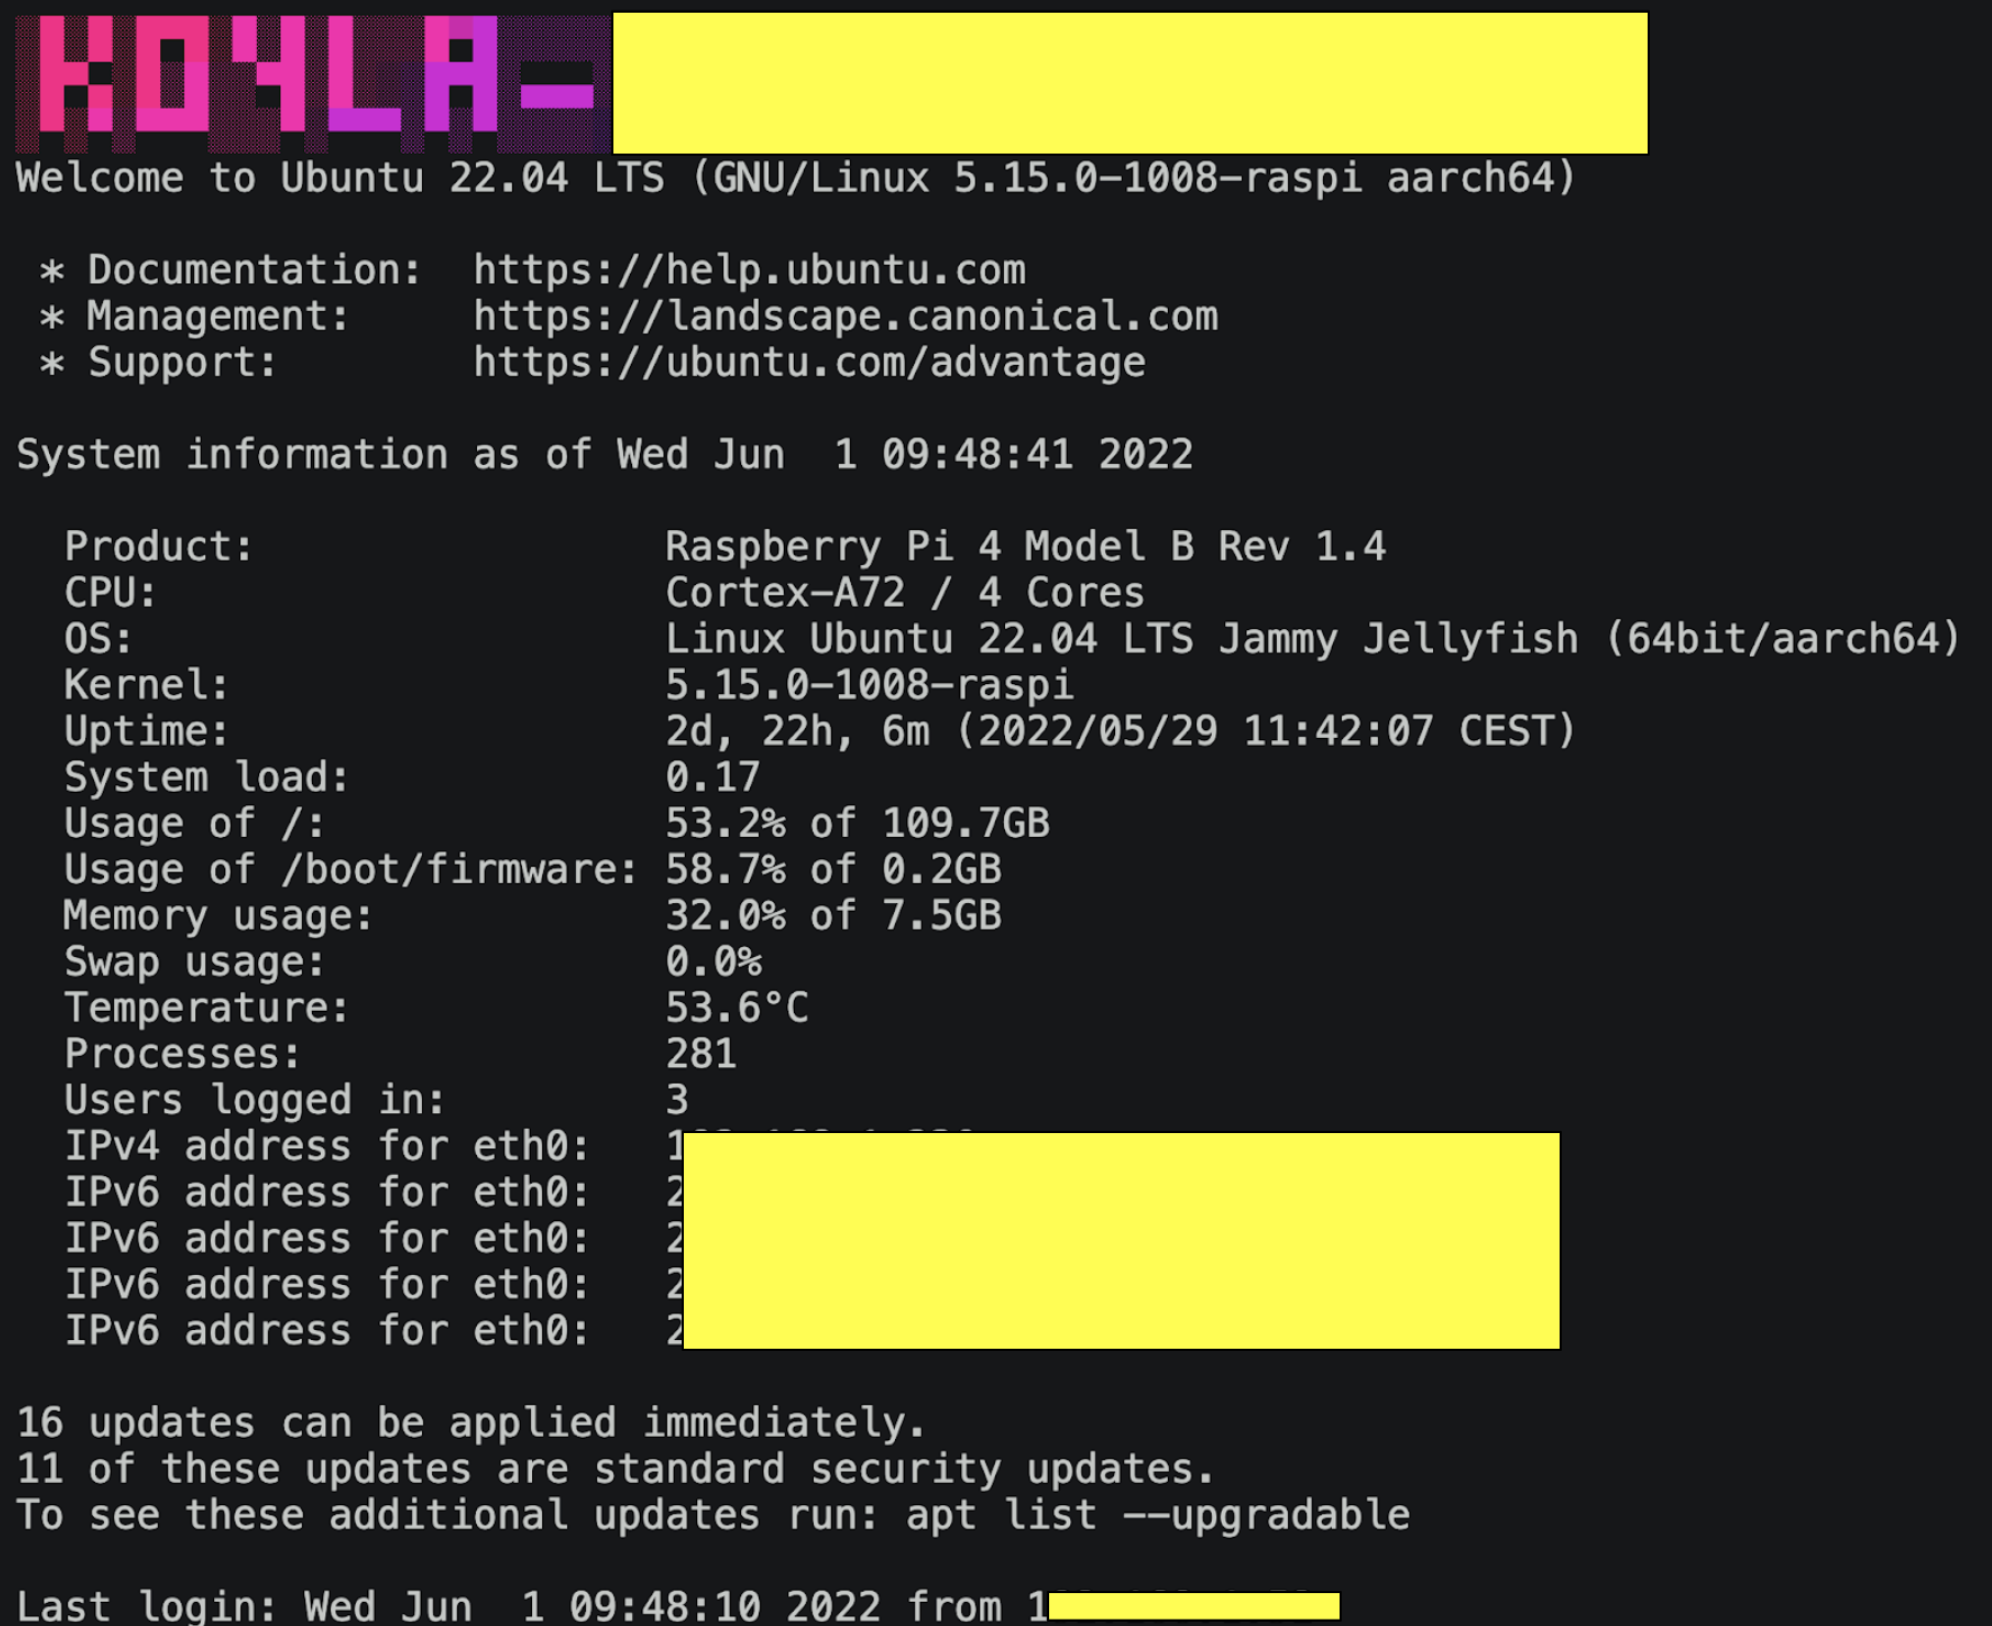 KOYLA-
Welcome to Ubuntu 22.04 LTS (GNU/Linux 5.15.0-1008-raspi aarch64)
* Documentation: https://help.ubuntu.com
* Management: https://landscape.canonical.com
* Support: https://ubuntu.com/advantage
System information as of Wed Jun 1 09:48:41 2022
Product: Raspberry Pi 4 Model B Rev 1.4
CPU: Cortex-A72 / 4 Cores
OS: Linux Ubuntu 22.04 LTS Jammy Jellyfish (64bit/aarch64)
Kernel: 5.15.0-1008-raspi
Uptime: 2d, 22h, 6m (2022/05/29 11:42:07 CEST)
System load: 0.17
Usage of /: 53.2% of 109.7GB
Usage of /boot/firmware: 58.7% of 0.2GB
Memory usage: 32.0% of 7.5GB
Swap usage: 0.0%
Temperature: 53.6°C
Processes: 281
Users logged in: 3
IPv4 address for eth0: 1
IPv6 address for eth0: 2
IPv6 address for eth0: 2
IPv6 address for eth0: 2
IPv6 address for eth0: 2
16 updates can be applied immediately.
11 of these updates are standard security updates.
To see these additional updates run: apt list --upgradable
Last login: Wed Jun 1 09:48:10 2022 from 1